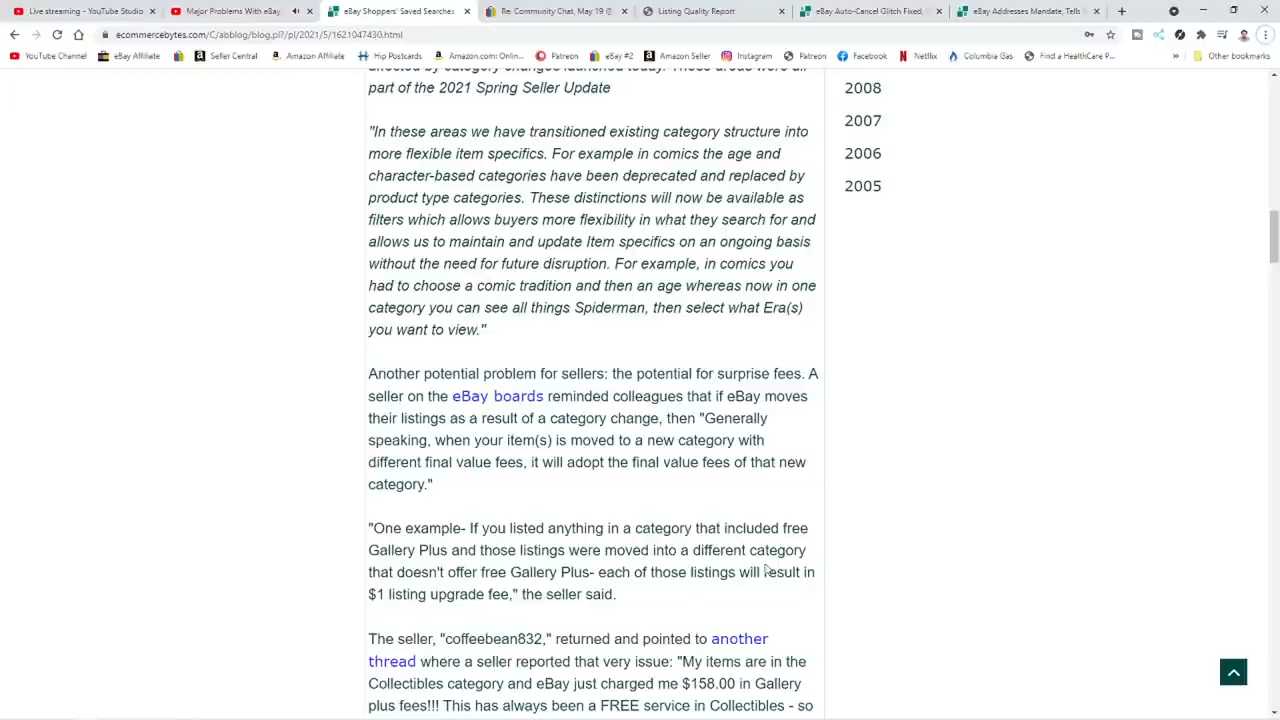 Live streaming - YouTube Studio
Major Problems With eBay
eBay Shoppers' Saved Searches
Re: Community Chat, May 19 @
Listing Quality Report
eBay Auto-Cancel Glitch Fixed,
eBay Addresses Mandate, Tells
ecommercebytes.com/C/abblog/blog.pl?/pl/2021/5/1621047430.html
YouTube Channel
eBay Affiliate
Seller Central
Amazon Affiliate
Hip Postcards
Amazon.com: Onlin...
Patreon
eBay #2
Amazon Seller
Instagram
Patreon
Facebook
Netflix
Columbia Gas
Find a HealthCare P...
»
Other bookmarks
affected by category changes launched today. These areas were all
part of the 2021 Spring Seller Update
"In these areas we have transitioned existing category structure into
more flexible item specifics. For example in comics the age and
character-based categories have been deprecated and replaced by
product type categories. These distinctions will now be available as
filters which allows buyers more flexibility in what they search for and
allows us to maintain and update Item specifics on an ongoing basis
without the need for future disruption. For example, in comics you
had to choose a comic tradition and then an age whereas now in one
category you can see all things Spiderman, then select what Era(s)
you want to view."
Another potential problem for sellers: the potential for surprise fees. A
seller on the eBay boards reminded colleagues that if eBay moves
their listings as a result of a category change, then "Generally
speaking, when your item(s) is moved to a new category with
different final value fees, it will adopt the final value fees of that new
category."
"One example- If you listed anything in a category that included free
Gallery Plus and those listings were moved into a different category
that doesn't offer free Gallery Plus- each of those listings will result in
$1 listing upgrade fee," the seller said.
The seller, "coffeebean832," returned and pointed to another
thread where a seller reported that very issue: "My items are in the
Collectibles category and eBay just charged me $158.00 in Gallery
plus fees!!! This has always been a FREE service in Collectibles - so
2008
2007
2006
2005